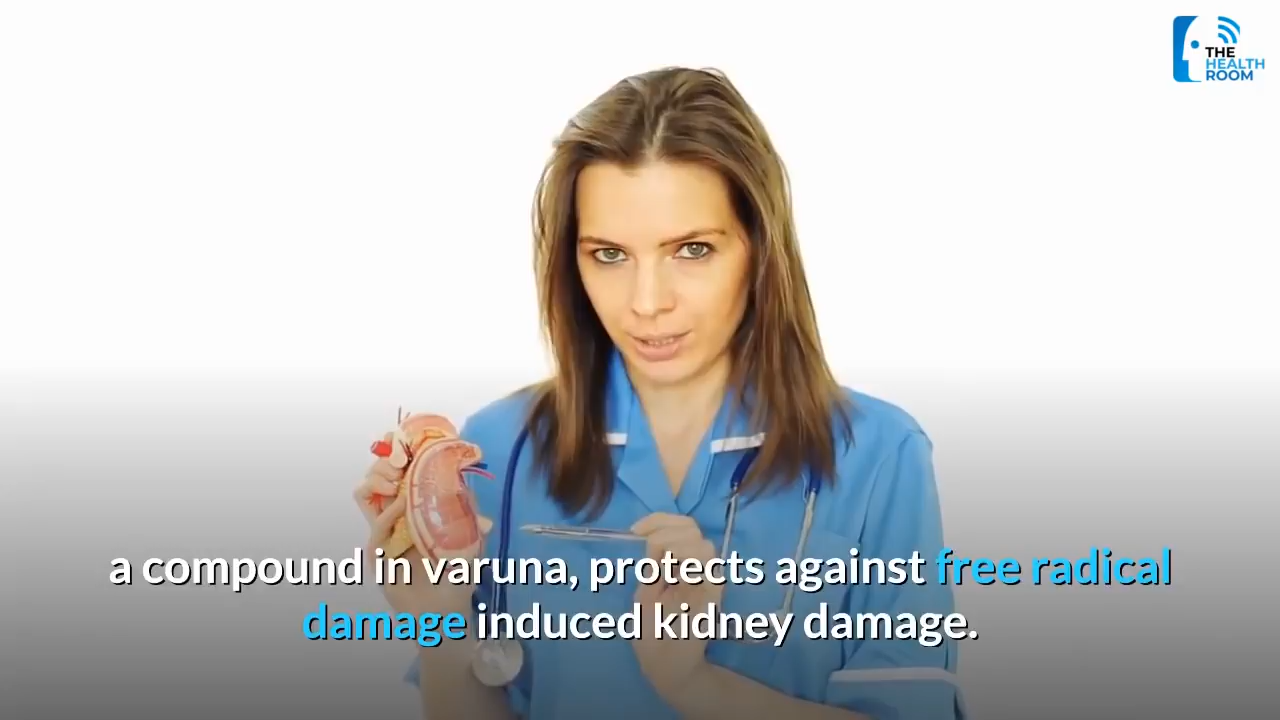 THE
HEALTH
ROOM
a compound in varuna, protects against free radical
damage induced kidney damage.